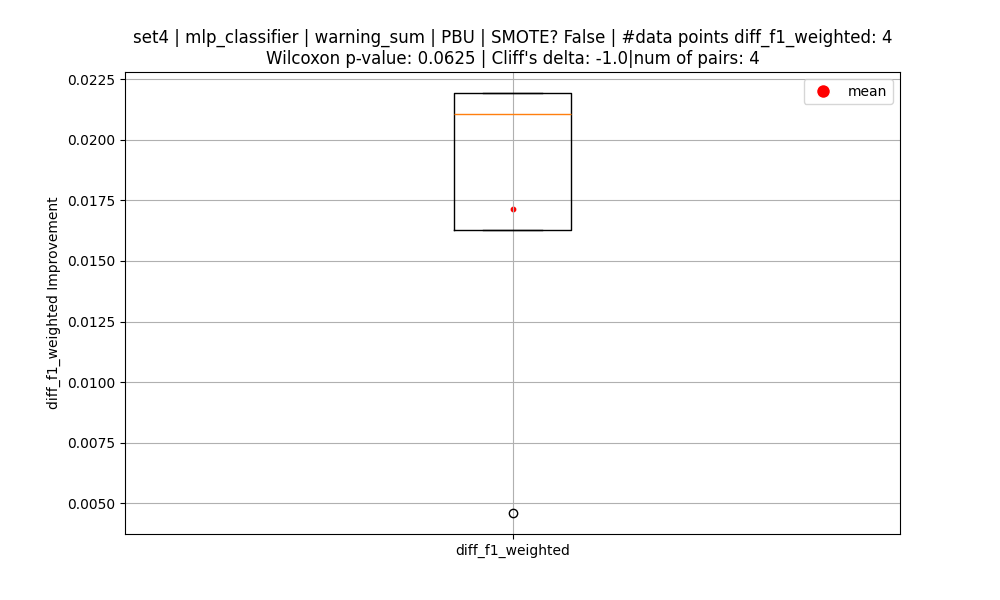 set4 | mlp_classifier | warning_sum | PBU | SMOTE? False | #data points diff_f1_weighted: 4
Wilcoxon p-value: 0.0625 | Cliff's delta: -1.0|num of pairs: 4
mean
diff_f1_weighted Improvement
0.0225
0.0200
0.0175
0.0150
0.0125
0.0100
0.0075
0.0050
diff_f1_weighted